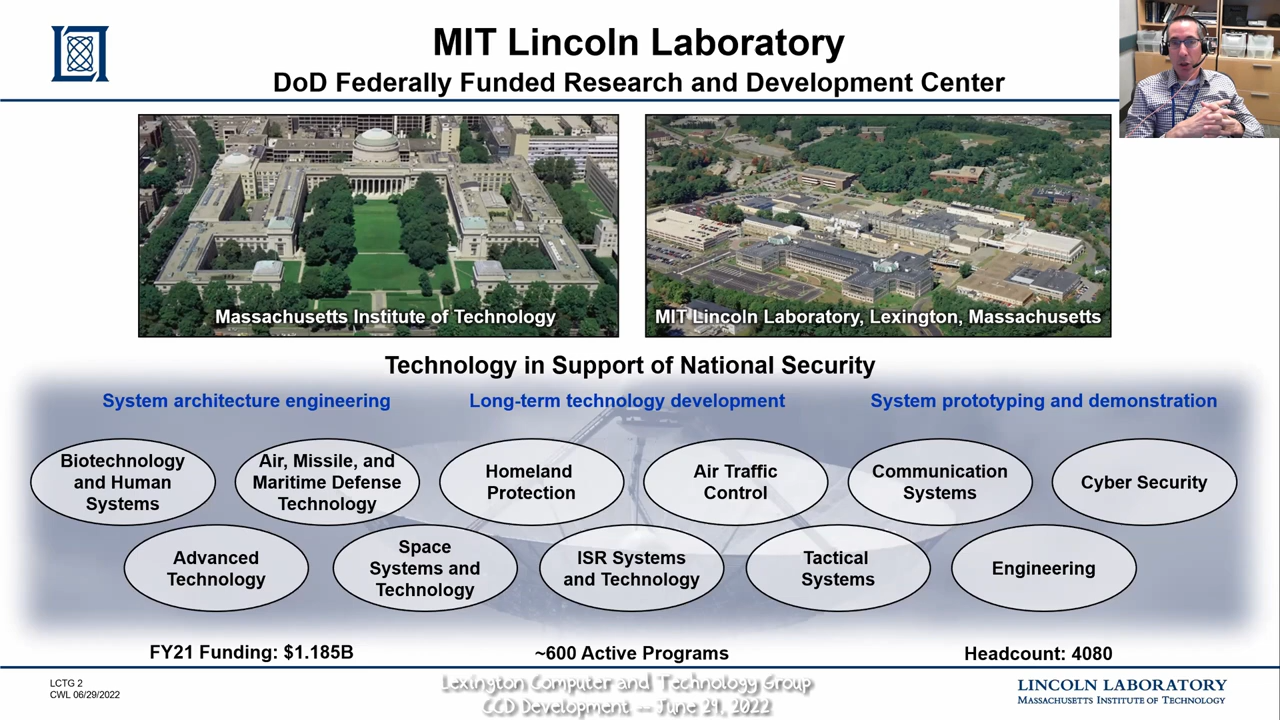 MIT Lincoln Laboratory
DoD Federally Funded Research and Development Center
Massachusetts Institute of Technology
MIT Lincoln Laboratory, Lexington, Massachusetts
Technology in Support of National Security
System architecture engineering
Long-term technology development
System prototyping and demonstration
Biotechnology
and Human
Systems
Air, Missile, and
Maritime Defense
Technology
Homeland
Protection
Air Traffic
Control
Communication
Systems
Cyber Security
Advanced
Technology
Space
Systems and
Technology
ISR Systems
and Technology
Tactical
Systems
Engineering
FY21 Funding: $1.185B
~600 Active Programs
Headcount: 4080
LCTG 2
CWL 06/29/2022
Lexington Computer and Technology Group
CCD Development -- June 29, 2022
LINCOLN LABORATORY
MASSACHUSETTS INSTITUTE OF TECHNOLOGY